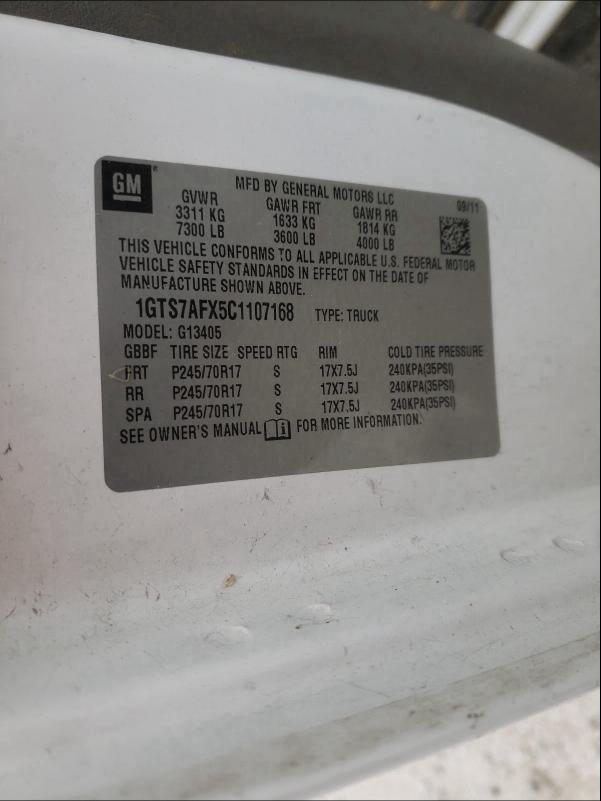 GM
MFD BY GENERAL MOTORS LLC
GVWR GAWR FRT GAWR RR 09/11
3311 KG 1633 KG 1814 KG
7300 LB 3600 LB 4000 LB
THIS VEHICLE CONFORMS TO ALL APPLICABLE U.S. FEDERAL MOTOR
VEHICLE SAFETY STANDARDS IN EFFECT ON THE DATE OF
MANUFACTURE SHOWN ABOVE.
1GTS7AFX5C1107168 TYPE: TRUCK
MODEL: G13405
GBBF TIRE SIZE SPEED RTG RIM COLD TIRE PRESSURE
FRT P245/70R17 S 17X7.5J 240KPA(35PSI)
RR P245/70R17 S 17X7.5J 240KPA(35PSI)
SPA P245/70R17 S 17X7.5J 240KPA(35PSI)
SEE OWNER'S MANUAL FOR MORE INFORMATION.